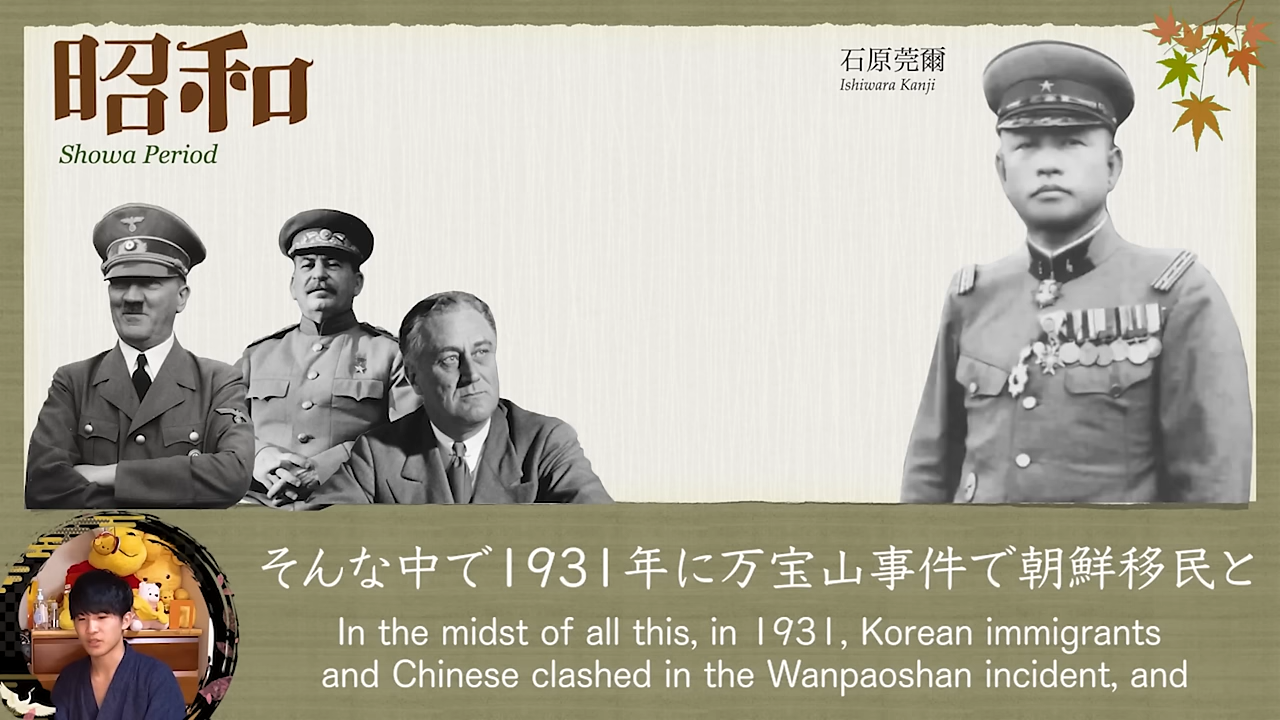 昭和
Showa Period
石原莞爾
Ishiwara Kanji
そんな中で1931年に万宝山事件で朝鮮移民と
In the midst of all this, in 1931, Korean immigrants
and Chinese clashed in the Wanpaoshan incident, and